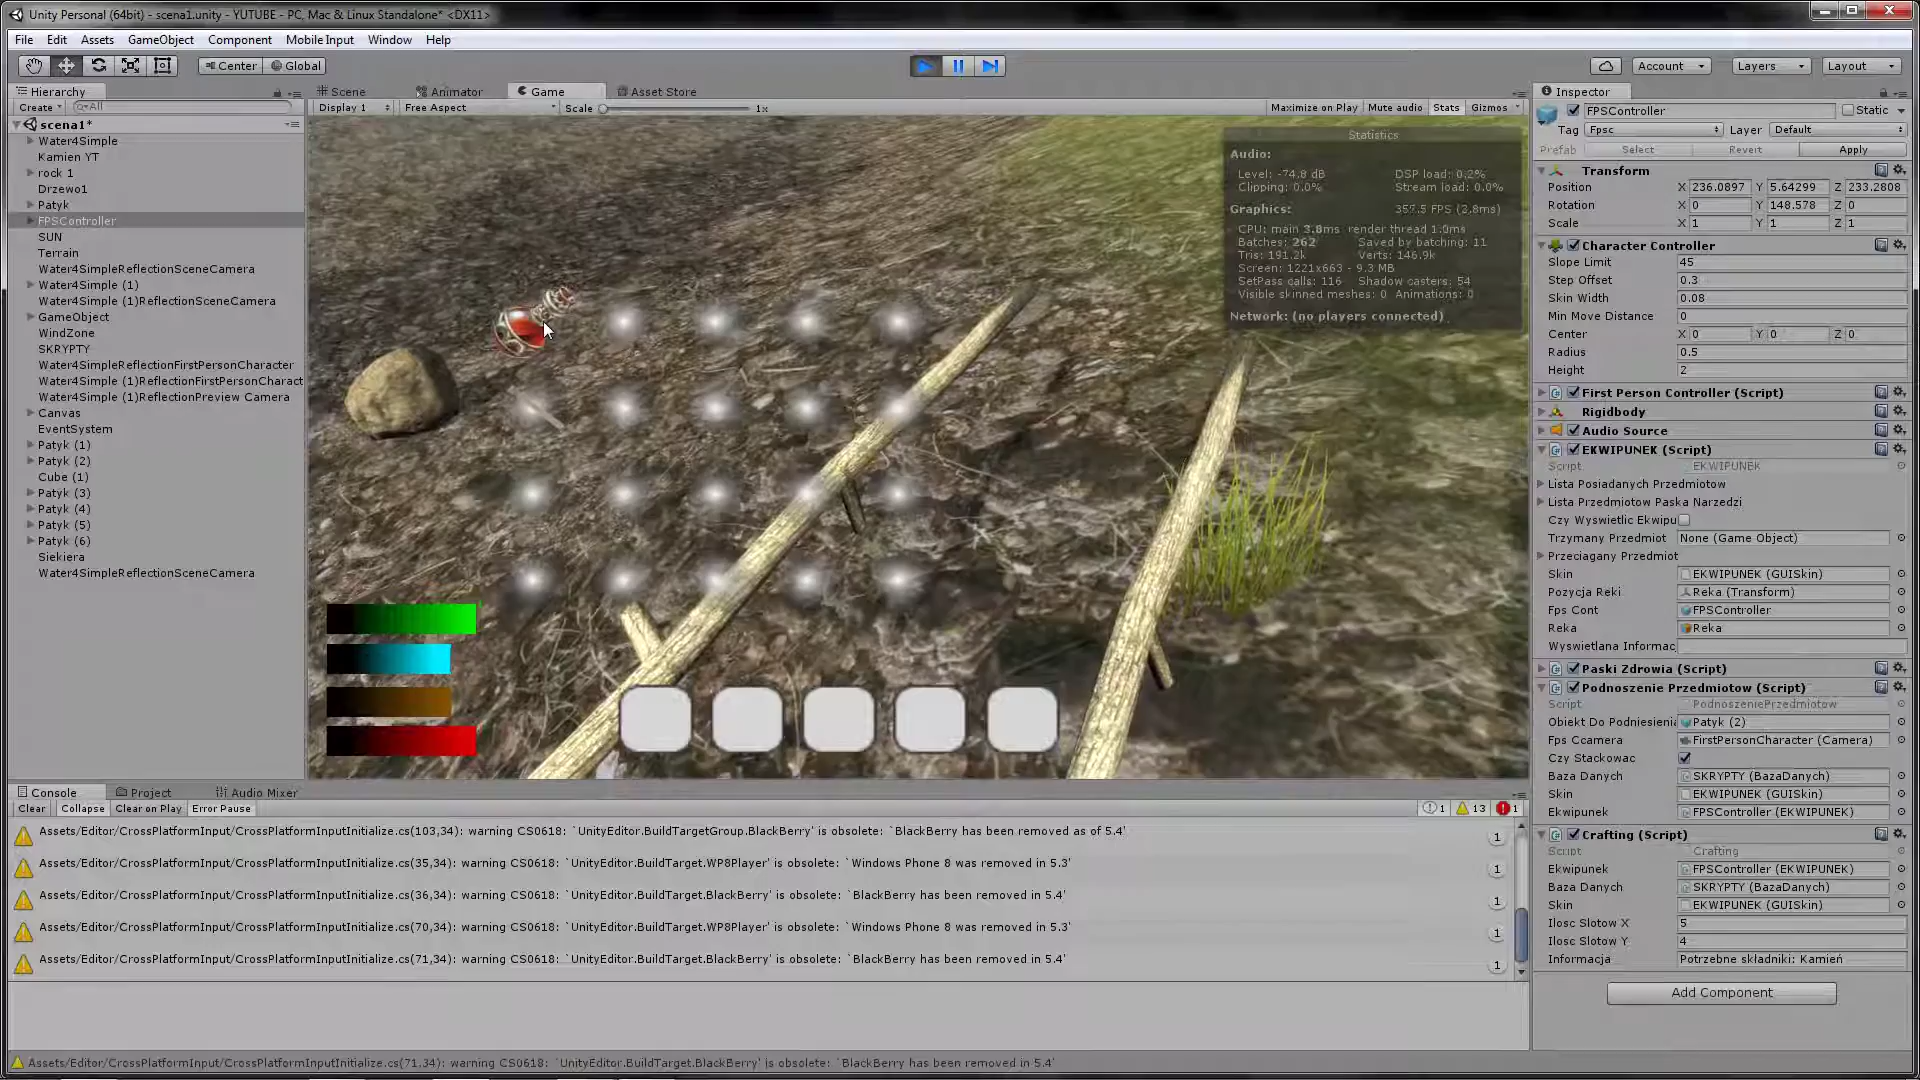 Unity Personal (64bit) - scena1.unity - YUTUBE - PC, Mac & Linux Standalone* <DX11>
File Edit Assets GameObject Component Mobile Input Window Help
Center Global
Account Layers Layout
Hierarchy
Create All
scena1*
Water4Simple
Kamien YT
rock 1
Drzewo1
Patyk
FPSController
SUN
Terrain
Water4SimpleReflectionSceneCamera
Water4Simple (1)
Water4Simple (1)ReflectionSceneCamera
GameObject
WindZone
SKRYPTY
Water4SimpleReflectionFirstPersonCharacter
Water4Simple (1)ReflectionFirstPersonCharact
Water4Simple (1)ReflectionPreview Camera
Canvas
EventSystem
Patyk (1)
Patyk (2)
Cube (1)
Patyk (3)
Patyk (4)
Patyk (5)
Patyk (6)
Siekiera
Water4SimpleReflectionSceneCamera
Scene Animator Game Asset Store
Display 1 Free Aspect Scale 1x Maximize on Play Mute audio Stats Gizmos
Statistics
Audio:
Level: -74.8 dB DSP load: 0.2%
Clipping: 0.0% Stream load: 0.0%
Graphics: 357.5 FPS (2.8ms)
CPU: main 3.8ms render thread 1.0ms
Batches: 262 Saved by batching: 11
Tris: 191.2k Verts: 146.9k
Screen: 1221x663 - 9.3 MB
SetPass calls: 116 Shadow casters: 54
Visible skinned meshes: 0 Animations: 0
Network: (no players connected)
Inspector
FPSController Static
Tag Fpsc Layer Default
Prefab Select Revert Apply
Transform
Position X 236.0897 Y 5.64299 Z 233.2808
Rotation X 0 Y 148.578 Z 0
Scale X 1 Y 1 Z 1
Character Controller
Slope Limit 45
Step Offset 0.3
Skin Width 0.08
Min Move Distance 0
Center X 0 Y 0 Z 0
Radius 0.5
Height 2
First Person Controller (Script)
Rigidbody
Audio Source
EKWIPUNEK (Script)
Script EKWIPUNEK
Lista Posiadanych Przedmiotow
Lista Przedmiotow Paska Narzedzi
Czy Wyswietlic Ekwipu
Trzymany Przedmiot None (Game Object)
Przeciagany Przedmiot
Skin EKWIPUNEK (GUISkin)
Pozycja Reki Reka (Transform)
Fps Cont FPSController
Reka Reka
Wyswietlana Informac
Paski Zdrowia (Script)
Podnoszenie Przedmiotow (Script)
Script PodnoszeniePrzedmiotow
Obiekt Do Podniesienia Patyk (2)
Fps Ccamera FirstPersonCharacter (Camera)
Czy Stackowac
Baza Danych SKRYPTY (BazaDanych)
Skin EKWIPUNEK (GUISkin)
Ekwipunek FPSController (EKWIPUNEK)
Crafting (Script)
Script Crafting
Ekwipunek FPSController (EKWIPUNEK)
Baza Danych SKRYPTY (BazaDanych)
Skin EKWIPUNEK (GUISkin)
Ilosc Slotow X 5
Ilosc Slotow Y 4
Informacja Potrzebne składniki: Kamień
Add Component
Console Project Audio Mixer
Clear Collapse Clear on Play Error Pause 1 13 1
Assets/Editor/CrossPlatformInput/CrossPlatformInputInitialize.cs(103,34): warning CS0618: `UnityEditor.BuildTargetGroup.BlackBerry' is obsolete: `BlackBerry has been removed as of 5.4' 1
Assets/Editor/CrossPlatformInput/CrossPlatformInputInitialize.cs(35,34): warning CS0618: `UnityEditor.BuildTarget.WP8Player' is obsolete: `Windows Phone 8 was removed in 5.3' 1
Assets/Editor/CrossPlatformInput/CrossPlatformInputInitialize.cs(36,34): warning CS0618: `UnityEditor.BuildTarget.BlackBerry' is obsolete: `BlackBerry has been removed in 5.4' 1
Assets/Editor/CrossPlatformInput/CrossPlatformInputInitialize.cs(70,34): warning CS0618: `UnityEditor.BuildTarget.WP8Player' is obsolete: `Windows Phone 8 was removed in 5.3' 1
Assets/Editor/CrossPlatformInput/CrossPlatformInputInitialize.cs(71,34): warning CS0618: `UnityEditor.BuildTarget.BlackBerry' is obsolete: `BlackBerry has been removed in 5.4' 1
Assets/Editor/CrossPlatformInput/CrossPlatformInputInitialize.cs(71,34): warning CS0618: `UnityEditor.BuildTarget.BlackBerry' is obsolete: `BlackBerry has been removed in 5.4'